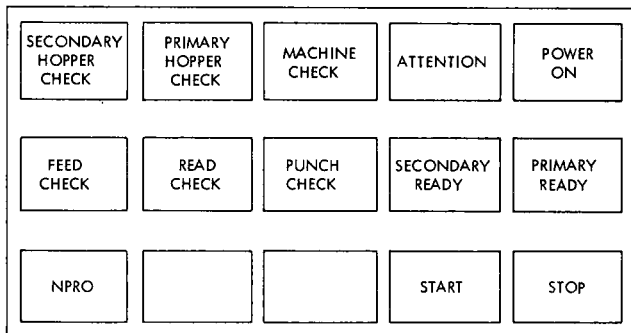 SECONDARY
HOPPER
CHECK
PRIMARY
HOPPER
CHECK
MACHINE
CHECK
ATTENTION
POWER
ON
FEED
CHECK
READ
CHECK
PUNCH
CHECK
SECONDARY
READY
PRIMARY
READY
NPRO
START
STOP